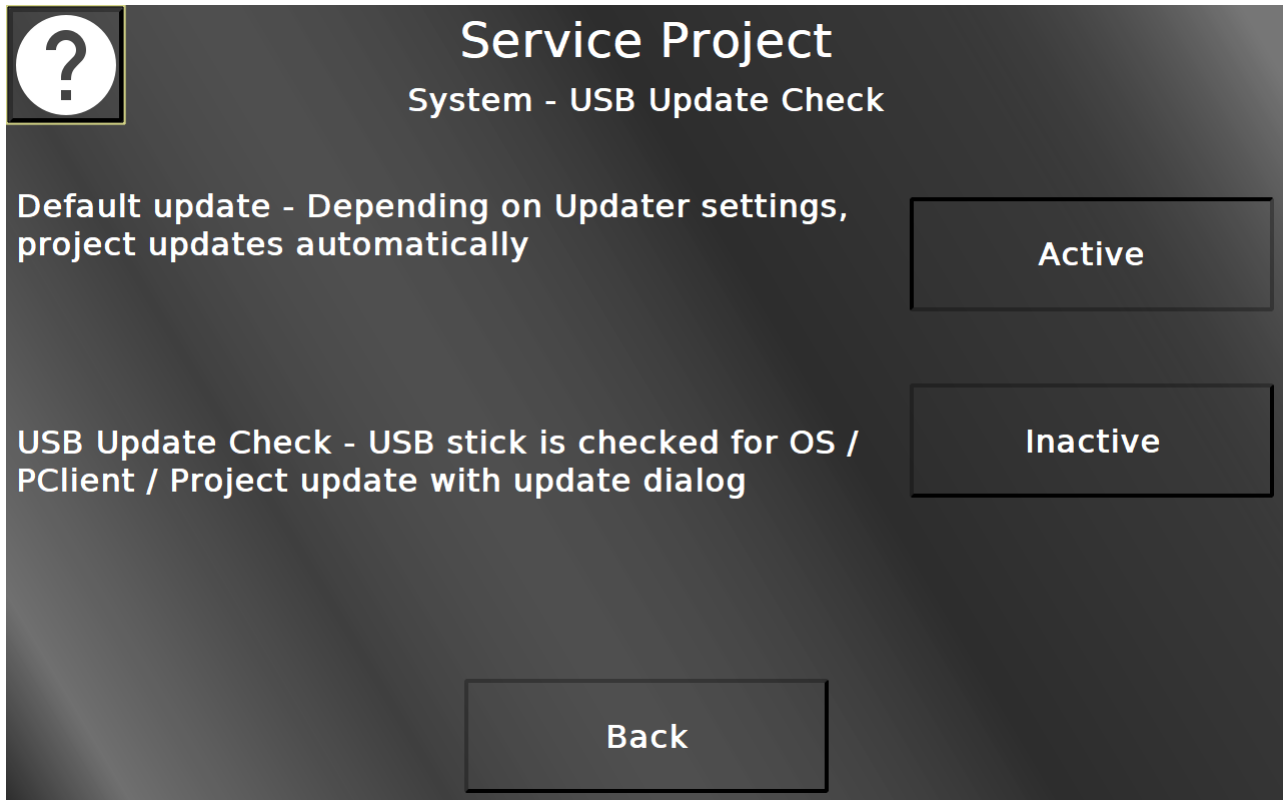 ?
Service Project
System - USB Update Check
Default update - Depending on Updater settings,
project updates automatically
Active
USB Update Check - USB stick is checked for OS /
PClient / Project update with update dialog
Inactive
Back